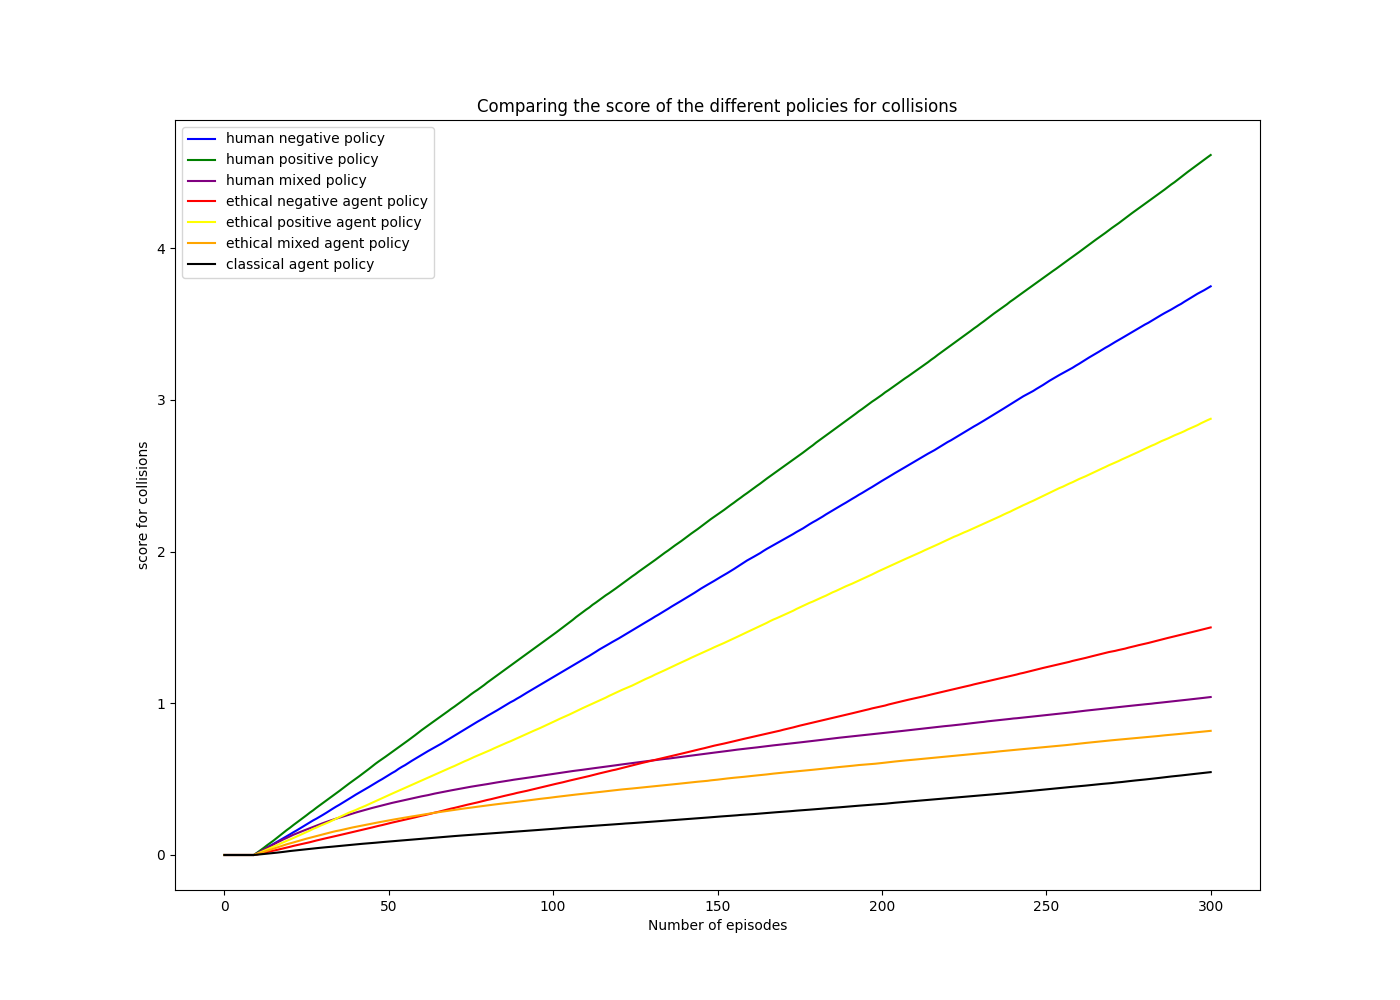 Comparing the score of the different policies for collisions
human negative policy
human positive policy
human mixed policy
ethical negative agent policy
ethical positive agent policy
ethical mixed agent policy
classical agent policy
4
3
2
1
0
score for collisions
0 50 100 150 200 250 300
Number of episodes